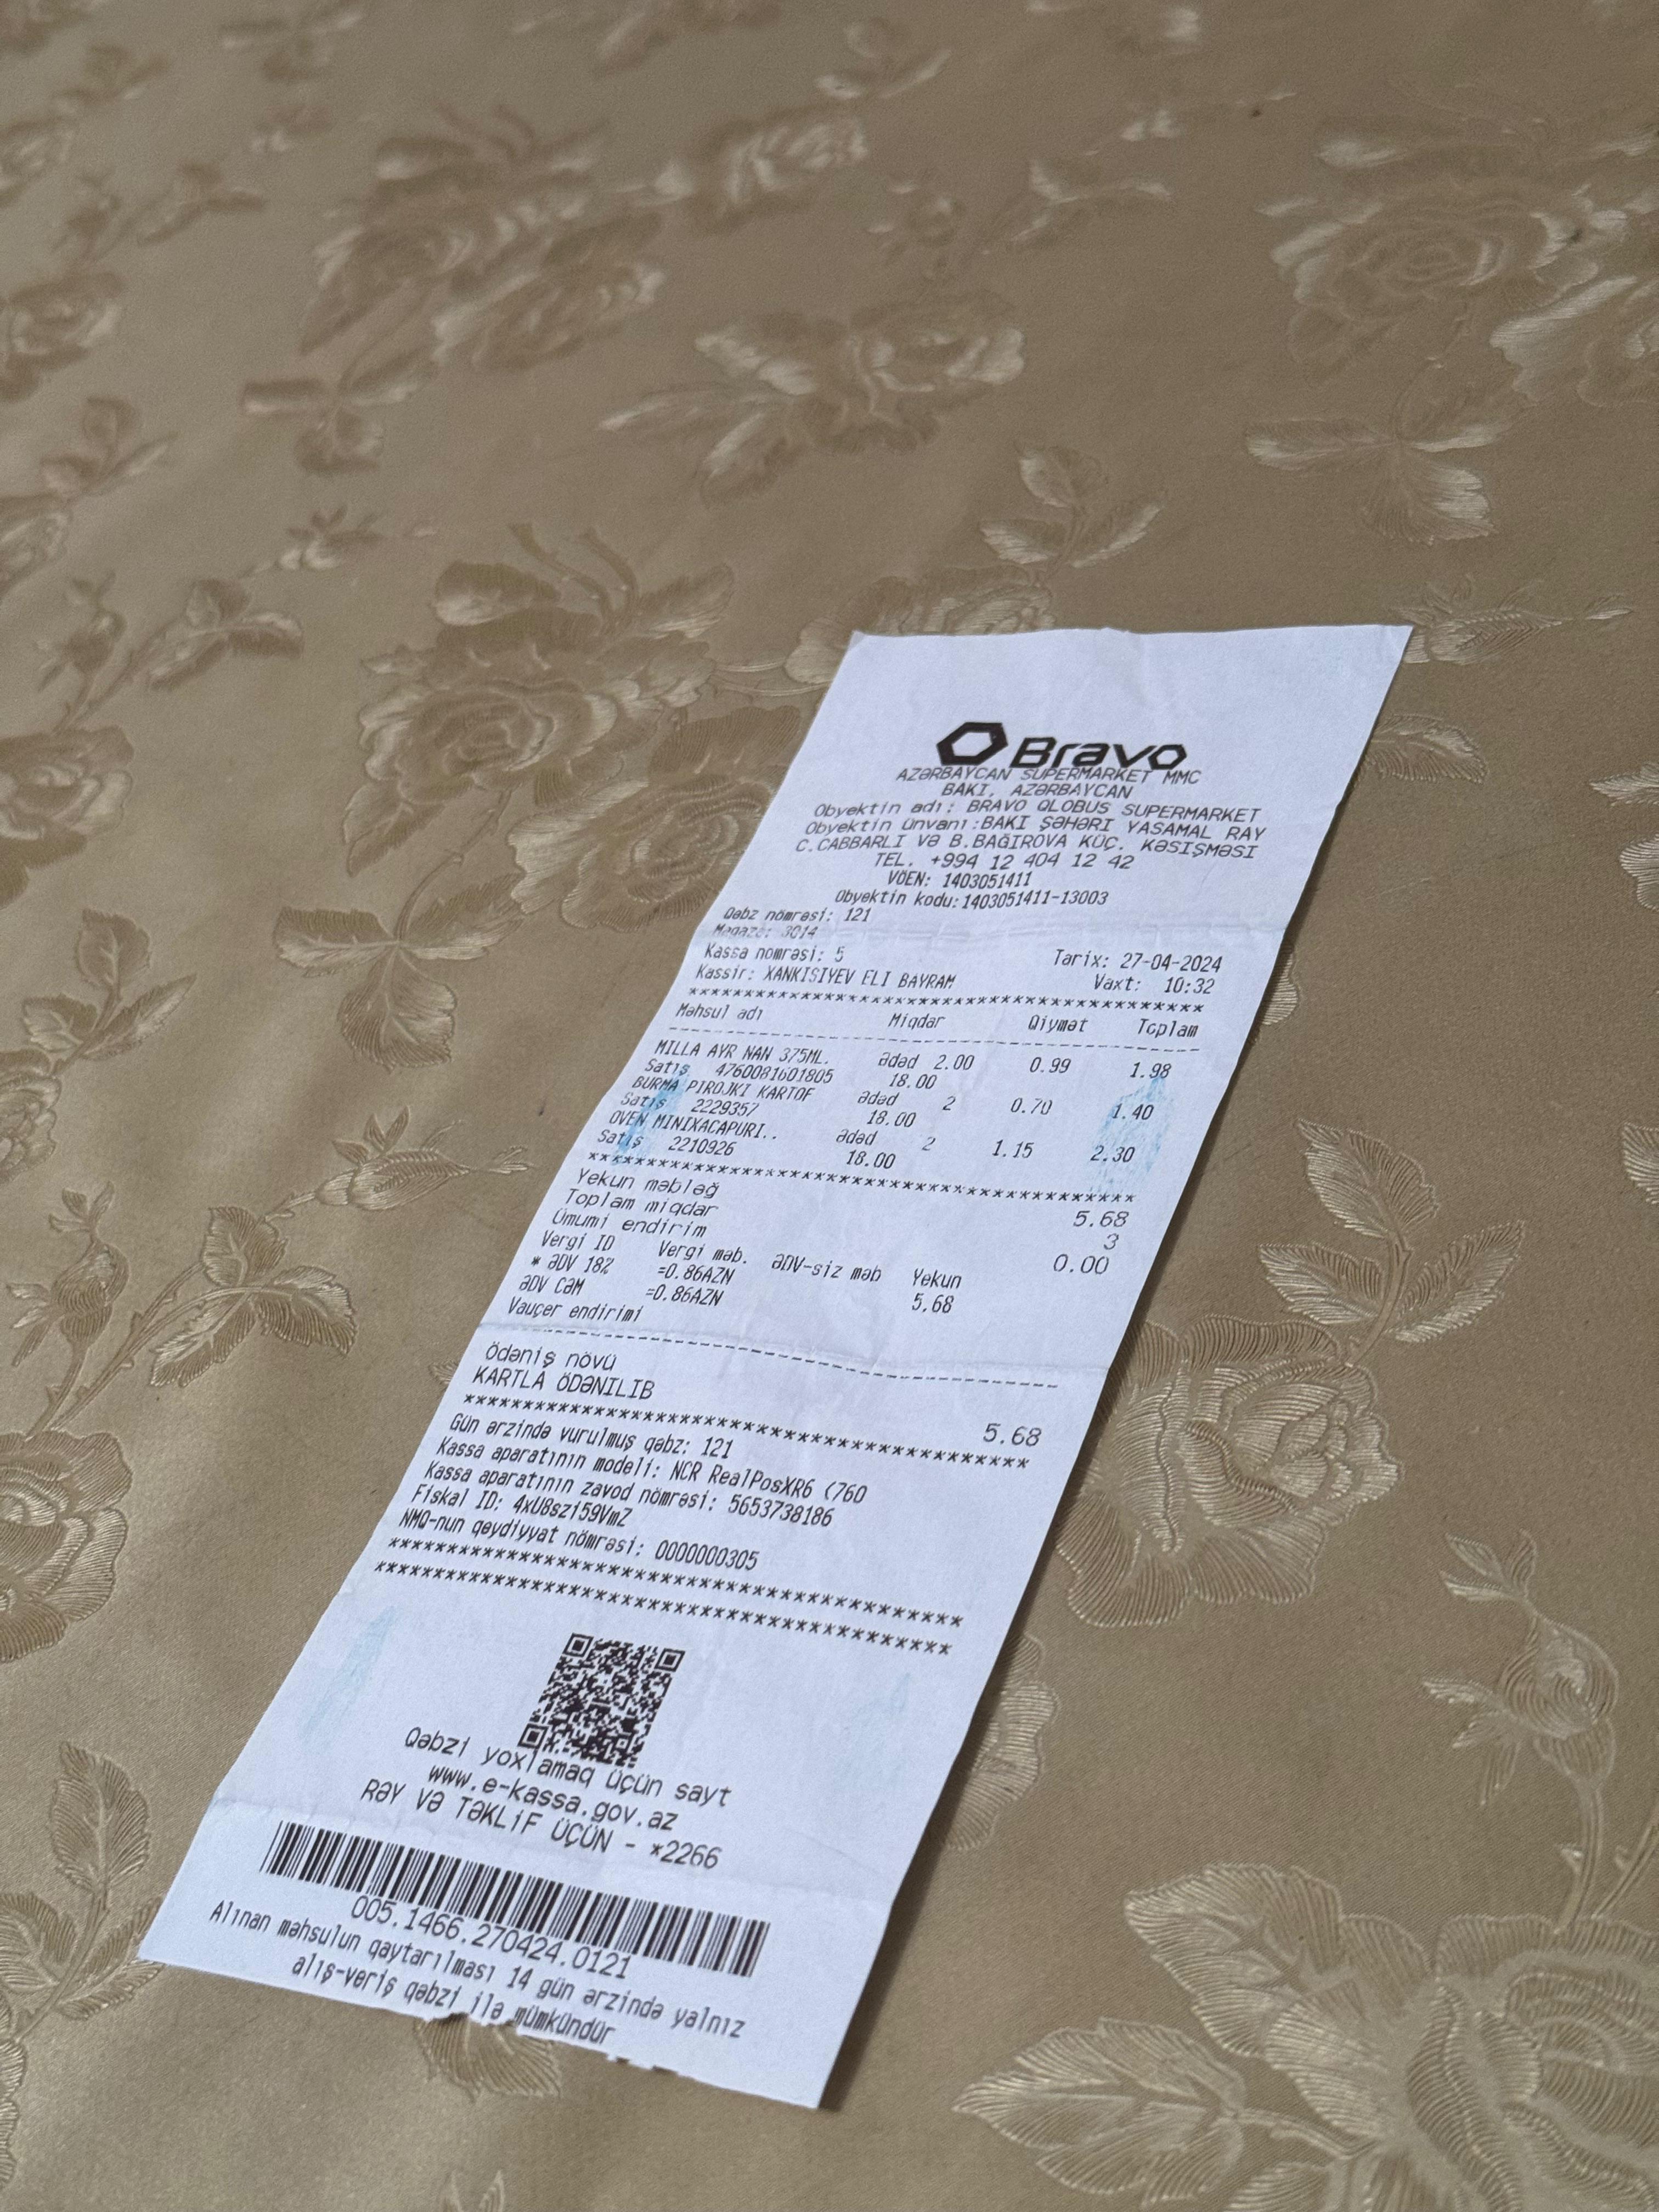 Bravo
AZƏRBAYCAN SUPERMARKET MMC
BAKI, AZƏRBAYCAN
Obyektin adı: BRAVO QLOBUS SUPERMARKET
Obyektin ünvanı:BAKI ŞƏHƏRI YASAMAL RAY
C.CABBARLI VƏ B.BAĞIROVA KÜÇ. KƏSIŞMƏSI
TEL. +994 12 404 12 42
VÖEN: 1403051411
Obyektin kodu:1403051411-13003
Qəbz nömrəsi: 121
Mağaza: 3014
Kassa nömrəsi: 5 Tarix: 27-04-2024
Kassir: XANKISIYEV ELI BAYRAM Vaxt: 10:32
************************************************
Məhsul adı Miqdar Qiymət Toplam
MILLA AYR NAN 375ML. ədəd 2.00 0.99 1.98
Satış 4760081601805 18.00
BURMA PIROJKI KARTOF ədəd 2 0.70 1.40
Satış 2229357 18.00
OVEN MINIXACAPURI.. ədəd 2 1.15 2.30
Satış 2210926 18.00
************************************************
Yekun məbləğ 5.68
Toplam miqdar 3
Ümumi endirim 0.00
Vergi ID Vergi məb. ƏDV-siz məb Yekun
* ƏDV 18% =0.86AZN 5.68
ƏDV CƏM =0.86AZN
Vauçer endirimi
Ödəniş növü
KARTLA ÖDƏNILIB 5.68
************************************************
Gün ərzində vurulmuş qəbz: 121
Kassa aparatının modeli: NCR RealPosXR6 (760
Kassa aparatının zavod nömrəsi: 5653738186
Fiskal ID: 4xU8szi59VmZ
NMQ-nun qeydiyyat nömrəsi: 0000000305
************************************************
************************************************
Qəbzi yoxlamaq üçün sayt
www.e-kassa.gov.az
RƏY VƏ TƏKLiF ÜÇÜN - *2266
005.1466.270424.0121
Alınan məhsulun qaytarılması 14 gün ərzində yalnız
alış-veriş qəbzi ilə mümkündür